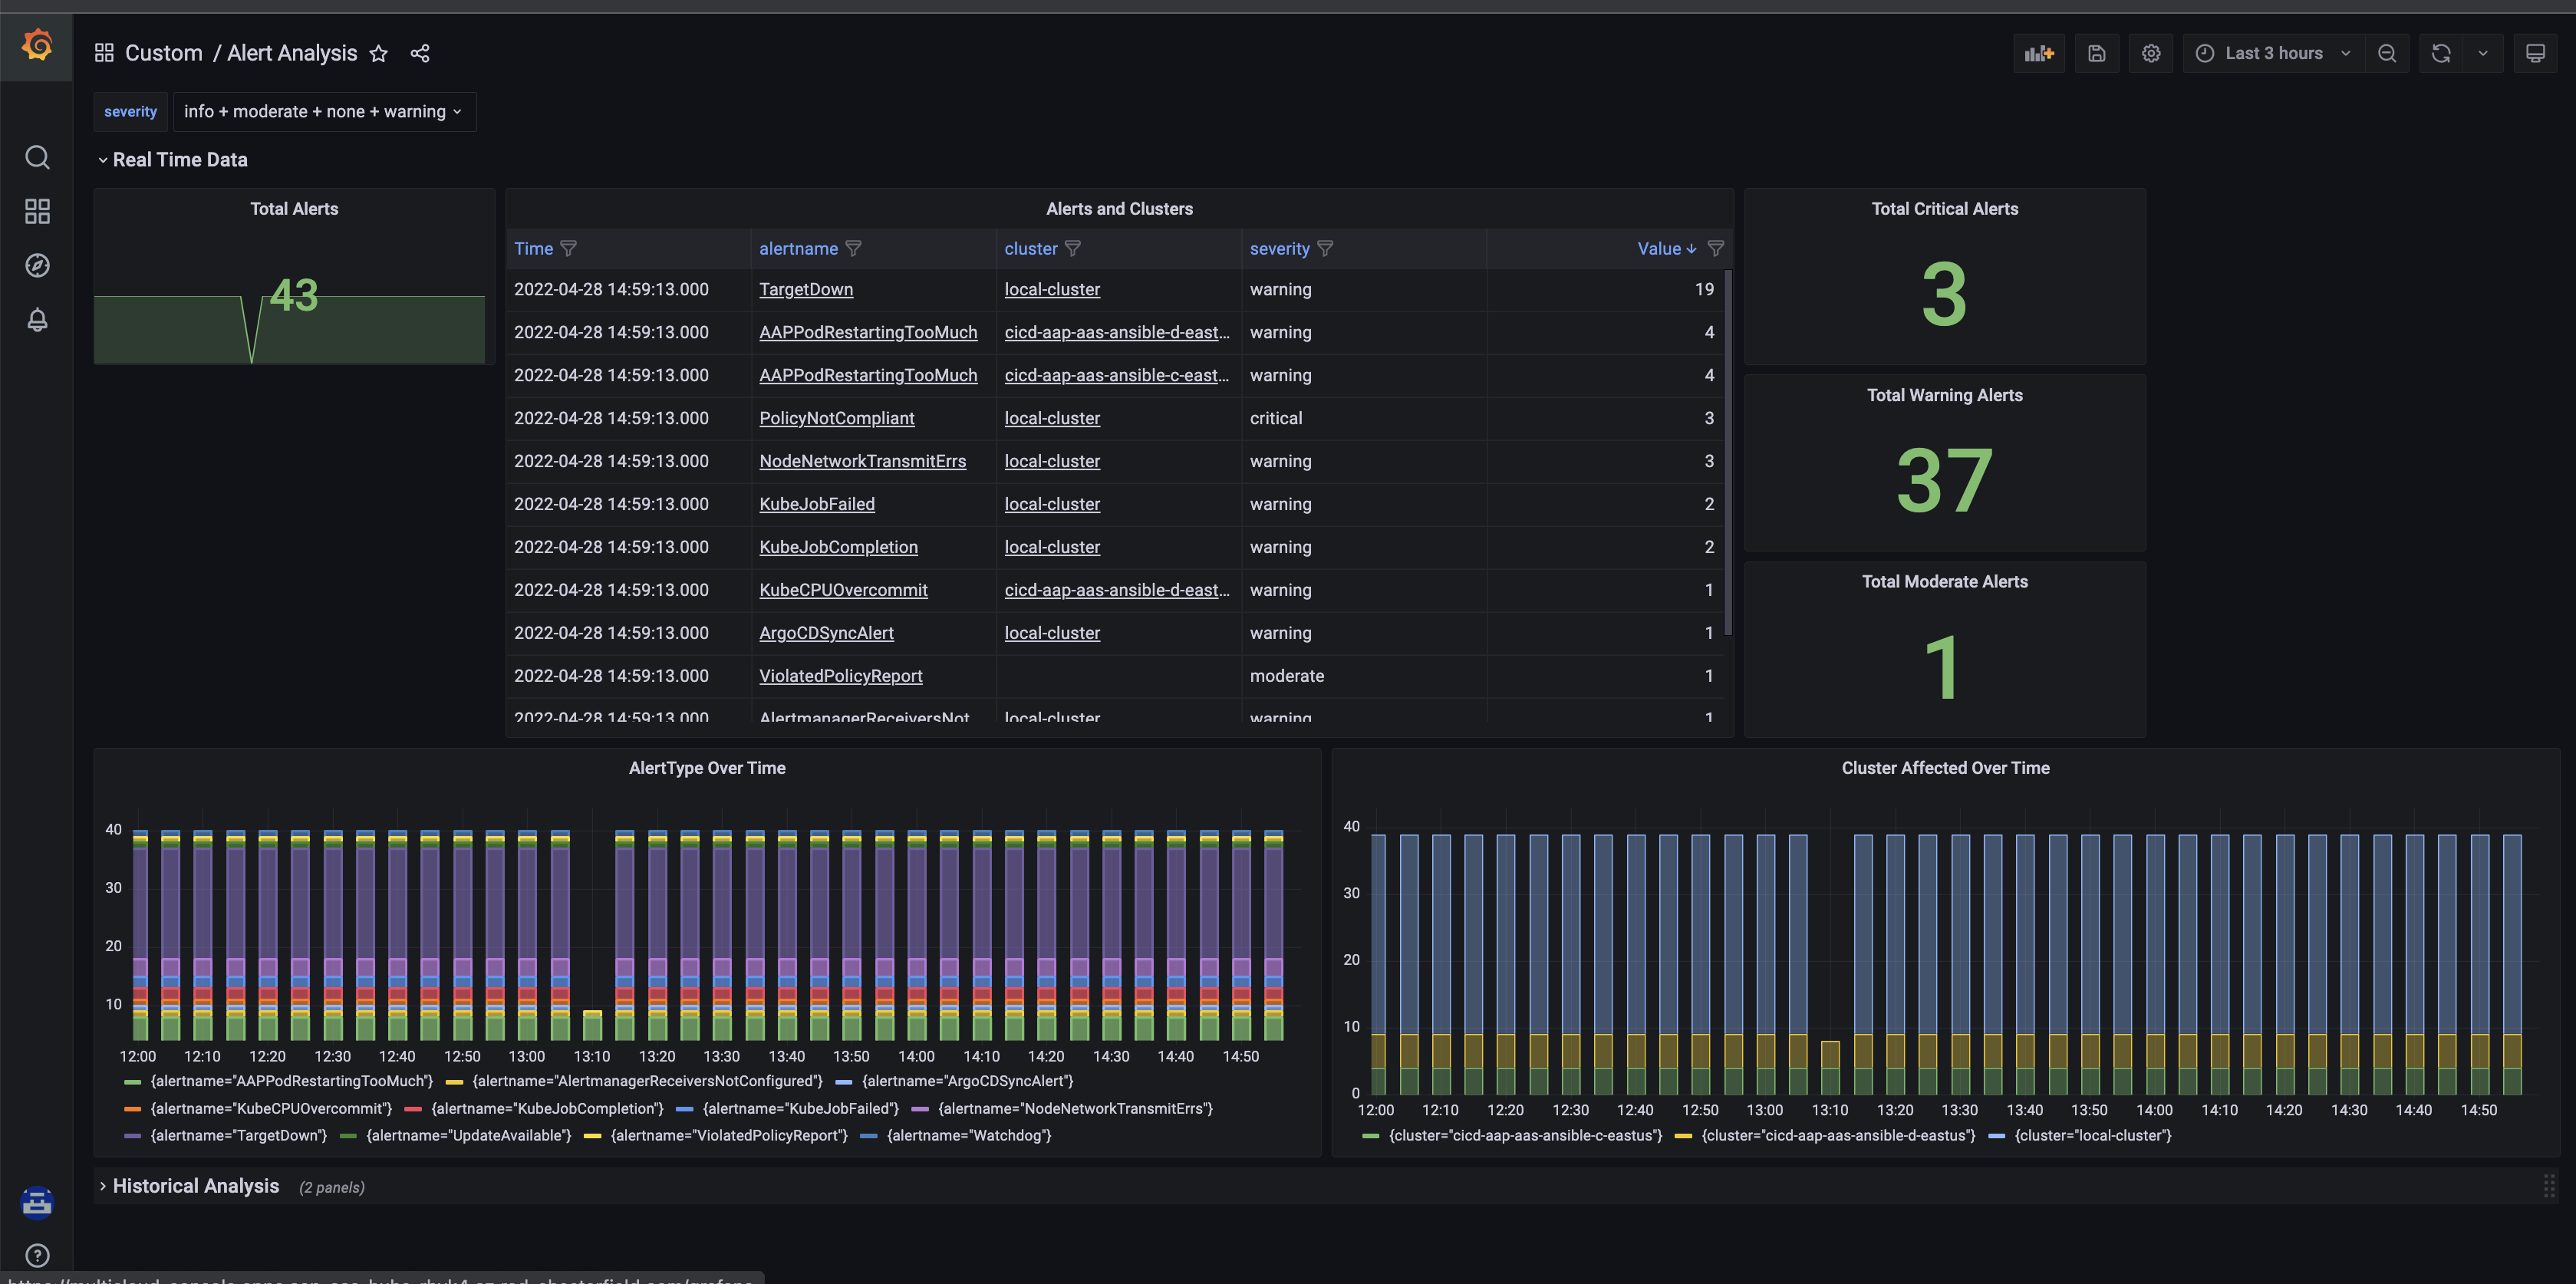 Custom / Alert Analysis
Last 3 hours
severity info + moderate + none + warning
Real Time Data
Total Alerts
43
Alerts and Clusters
Time alertname cluster severity Value
2022-04-28 14:59:13.000 TargetDown local-cluster warning 19
2022-04-28 14:59:13.000 AAPPodRestartingTooMuch cicd-aap-aas-ansible-d-east... warning 4
2022-04-28 14:59:13.000 AAPPodRestartingTooMuch cicd-aap-aas-ansible-c-east... warning 4
2022-04-28 14:59:13.000 PolicyNotCompliant local-cluster critical 3
2022-04-28 14:59:13.000 NodeNetworkTransmitErrs local-cluster warning 3
2022-04-28 14:59:13.000 KubeJobFailed local-cluster warning 2
2022-04-28 14:59:13.000 KubeJobCompletion local-cluster warning 2
2022-04-28 14:59:13.000 KubeCPUOvercommit cicd-aap-aas-ansible-d-east... warning 1
2022-04-28 14:59:13.000 ArgoCDSyncAlert local-cluster warning 1
2022-04-28 14:59:13.000 ViolatedPolicyReport moderate 1
2022-04-28 14:59:13.000 AlertmanagerReceiversNot local-cluster warning 1
Total Critical Alerts
3
Total Warning Alerts
37
Total Moderate Alerts
1
AlertType Over Time
40
30
20
10
12:00 12:10 12:20 12:30 12:40 12:50 13:00 13:10 13:20 13:30 13:40 13:50 14:00 14:10 14:20 14:30 14:40 14:50
{alertname="AAPPodRestartingTooMuch"} {alertname="AlertmanagerReceiversNotConfigured"} {alertname="ArgoCDSyncAlert"}
{alertname="KubeCPUOvercommit"} {alertname="KubeJobCompletion"} {alertname="KubeJobFailed"} {alertname="NodeNetworkTransmitErrs"}
{alertname="TargetDown"} {alertname="UpdateAvailable"} {alertname="ViolatedPolicyReport"} {alertname="Watchdog"}
Cluster Affected Over Time
40
30
20
10
0
12:00 12:10 12:20 12:30 12:40 12:50 13:00 13:10 13:20 13:30 13:40 13:50 14:00 14:10 14:20 14:30 14:40 14:50
{cluster="cicd-aap-aas-ansible-c-eastus"} {cluster="cicd-aap-aas-ansible-d-eastus"} {cluster="local-cluster"}
Historical Analysis (2 panels)